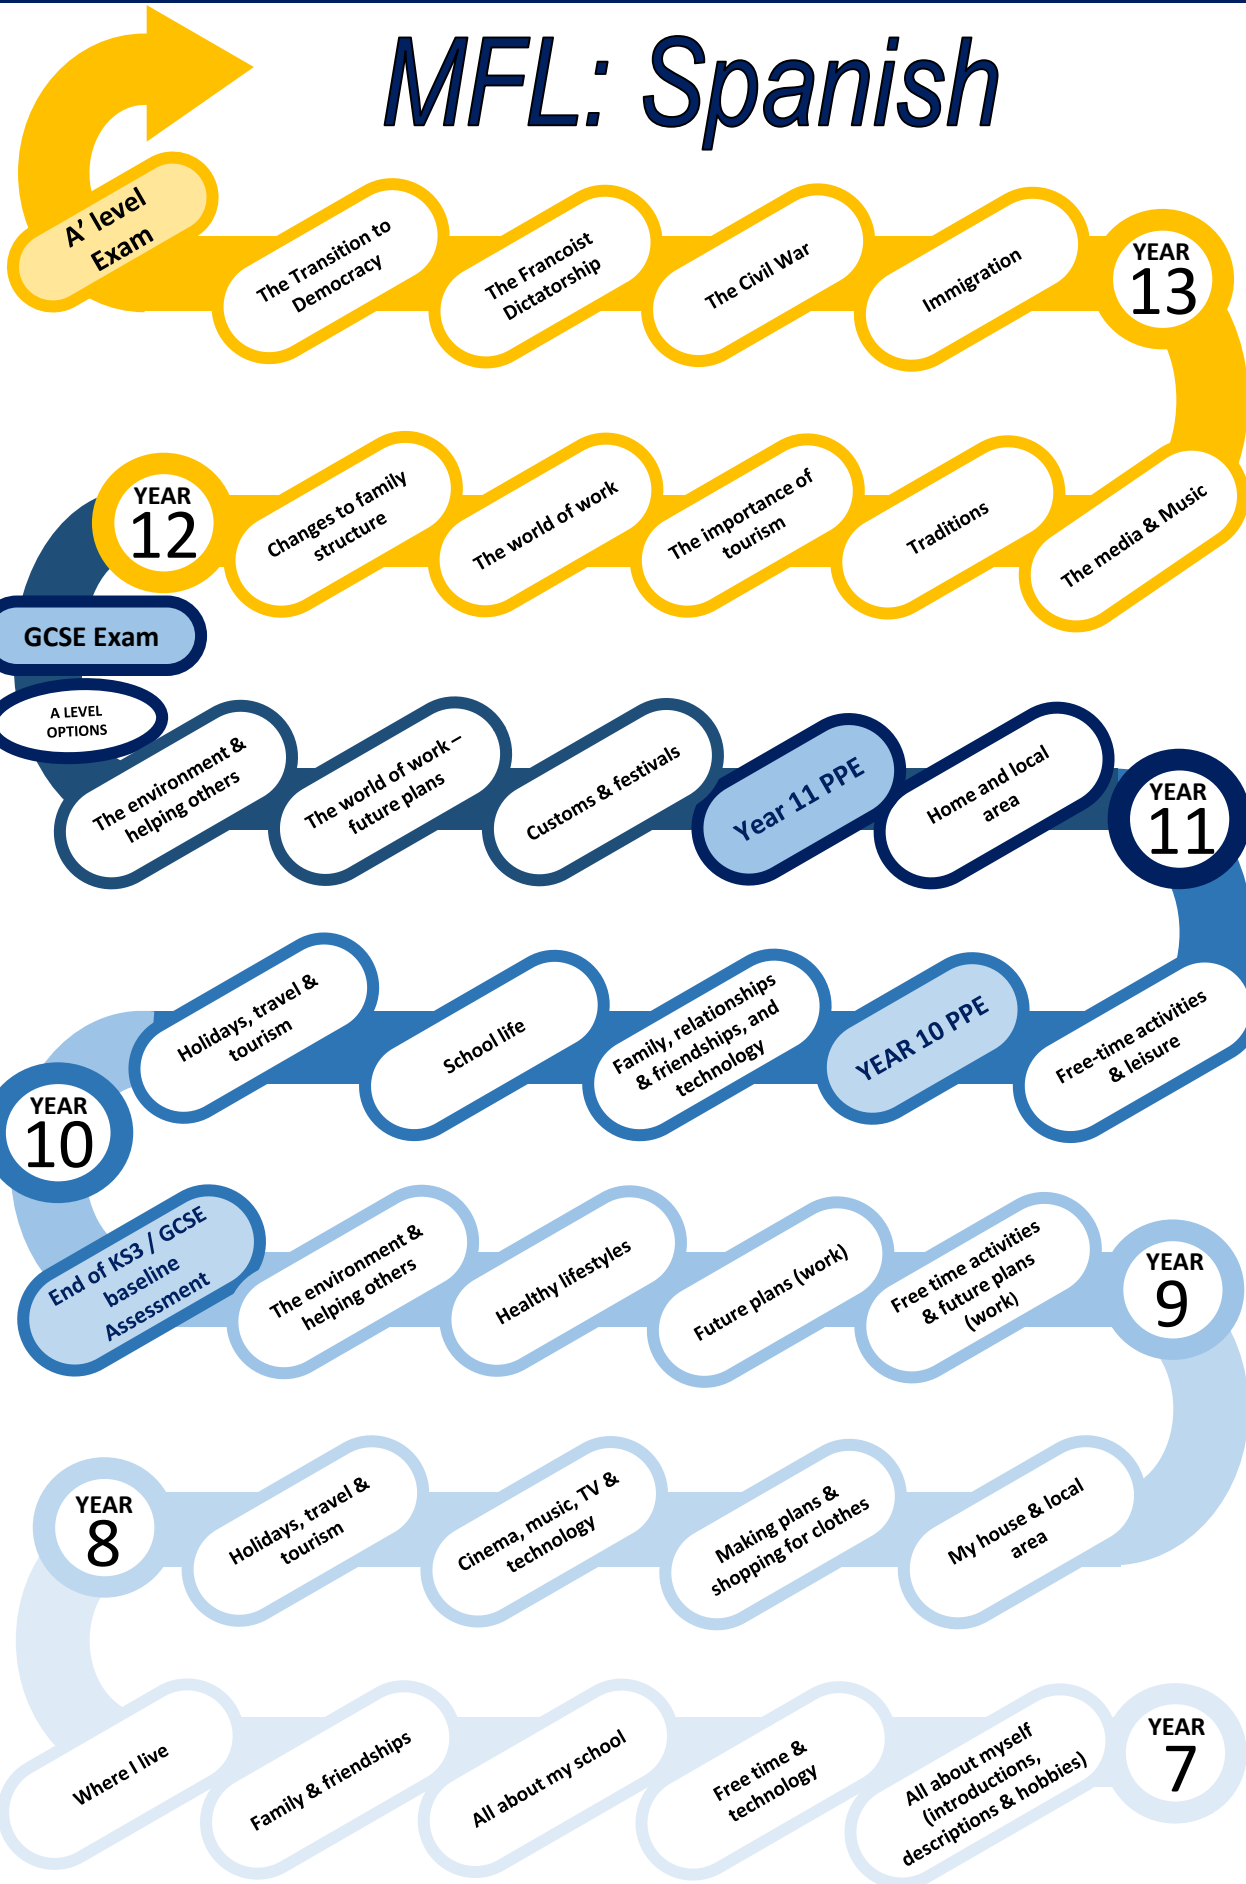 MFL: Spanish
A' level
Exam
The Transition to
Democracy
The Francoist
Dictatorship
The Civil War
Immigration
YEAR
13
YEAR
12
Changes to family
structure
The world of work
The importance of
tourism
Traditions
The media & Music
GCSE Exam
A LEVEL
OPTIONS
The environment &
helping others
The world of work –
future plans
Customs & festivals
Year 11 PPE
Home and local
area
YEAR
11
Holidays, travel &
tourism
School life
Family, relationships
& friendships, and
technology
YEAR 10 PPE
Free-time activities
& leisure
YEAR
10
End of KS3 / GCSE
baseline
Assessment
The environment &
helping others
Healthy lifestyles
Future plans (work)
Free time activities
& future plans
(work)
YEAR
9
YEAR
8
Holidays, travel &
tourism
Cinema, music, TV &
technology
Making plans &
shopping for clothes
My house & local
area
Where I live
Family & friendships
All about my school
Free time &
technology
All about myself
(introductions,
descriptions & hobbies)
YEAR
7